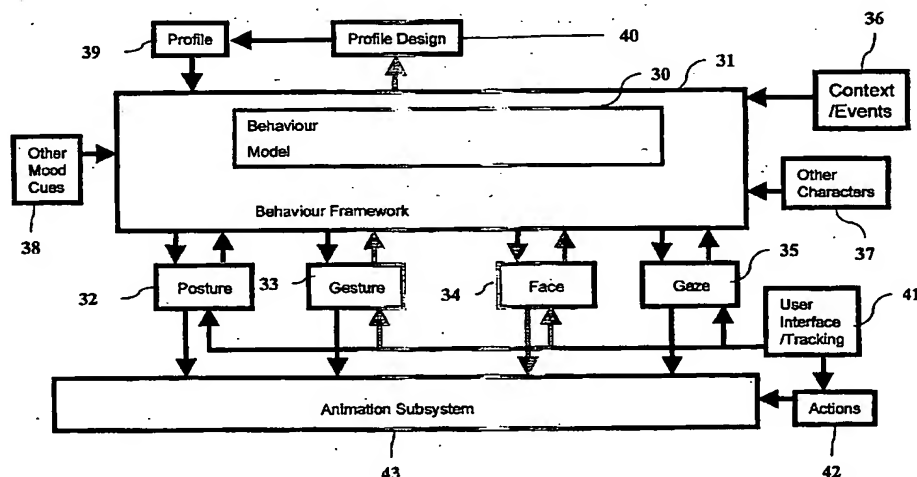 39
Profile
Profile Design
40
36
30
31
Context
/Events
Behaviour
Model
Other
Mood
Cues
38
Other
Characters
37
Behaviour Framework
32
Posture
33
Gesture
34
Face
35
Gaze
41
User
Interface
/Tracking
Animation Subsystem
Actions
43
42